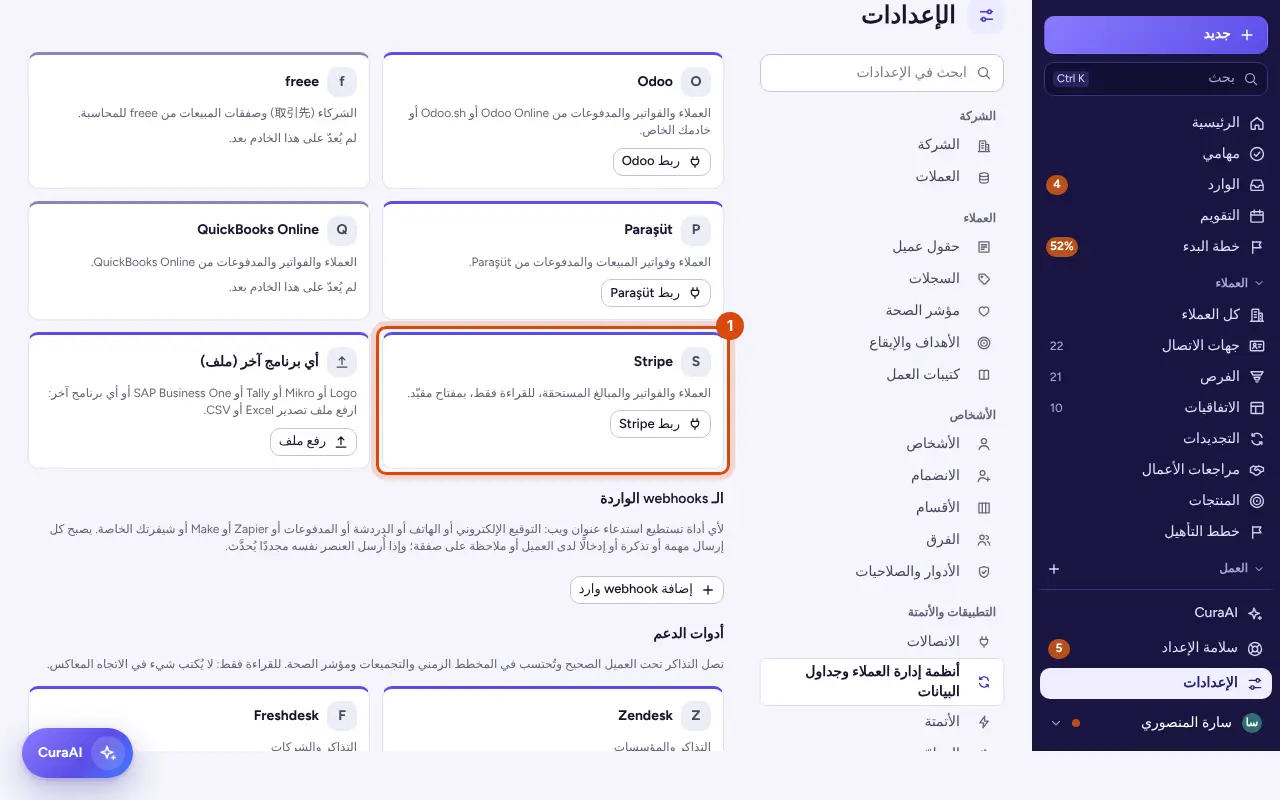 جديد
بحث
Ctrl K
الرئيسية
مهامي
الوارد
4
التقويم
خطة البدء
52%
العملاء
كل العملاء
جهات الاتصال
22
الفرص
21
الاتفاقيات
10
التجديدات
مراجعات الأعمال
المنتجات
خطط التأهيل
العمل
CuraAI
سلامة الإعداد
5
الإعدادات
سارة المنصوري
سا
الإعدادات
ابحث في الإعدادات
الشركة
الشركة
العملات
العملاء
حقول عميل
السجلات
مؤشر الصحة
الأهداف والإيقاع
كتيبات العمل
الأشخاص
الأشخاص
الانضمام
الأقسام
الفرق
الأدوار والصلاحيات
التطبيقات والأتمتة
الاتصالات
أنظمة إدارة العملاء وجداول
البيانات
الأتمتة
O
Odoo
العملاء والفواتير والمدفوعات من Odoo Online أو Odoo.sh أو
خادمك الخاص.
ربط Odoo
f
freee
الشركاء (取引先) وصفقات المبيعات من freee للمحاسبة.
لم يُعدّ على هذا الخادم بعد.
P
Paraşüt
العملاء وفواتير المبيعات والمدفوعات من Paraşüt.
ربط Paraşüt
Q
QuickBooks Online
العملاء والفواتير والمدفوعات من QuickBooks Online.
لم يُعدّ على هذا الخادم بعد.
1
S
Stripe
العملاء والفواتير والمبالغ المستحقة، للقراءة فقط، بمفتاح مقيّد.
ربط Stripe
أي برنامج آخر (ملف)
Logo أو Mikro أو Tally أو SAP Business One أو أي برنامج آخر:
ارفع ملف تصدير Excel أو CSV.
رفع ملف
الـ webhooks الواردة
لأي أداة تستطيع استدعاء عنوان ويب: التوقيع الإلكتروني أو الهاتف أو الدردشة أو المدفوعات أو Zapier أو Make أو شيفرتك الخاصة. يصبح كل
إرسال مهمة أو تذكرة أو إدخالًا لدى العميل أو ملاحظة على صفقة؛ وإذا أُرسل العنصر نفسه مجددًا يُحدَّث.
إضافة webhook وارد
أدوات الدعم
تصل التذاكر تحت العميل الصحيح وتُحتسب في المخطط الزمني والتجميعات ومؤشر الصحة. للقراءة فقط: لا يُكتب شيء في الاتجاه المعاكس.
Z
Zendesk
التذاكر والمؤسسات
F
Freshdesk
التذاكر والشركات
CuraAI